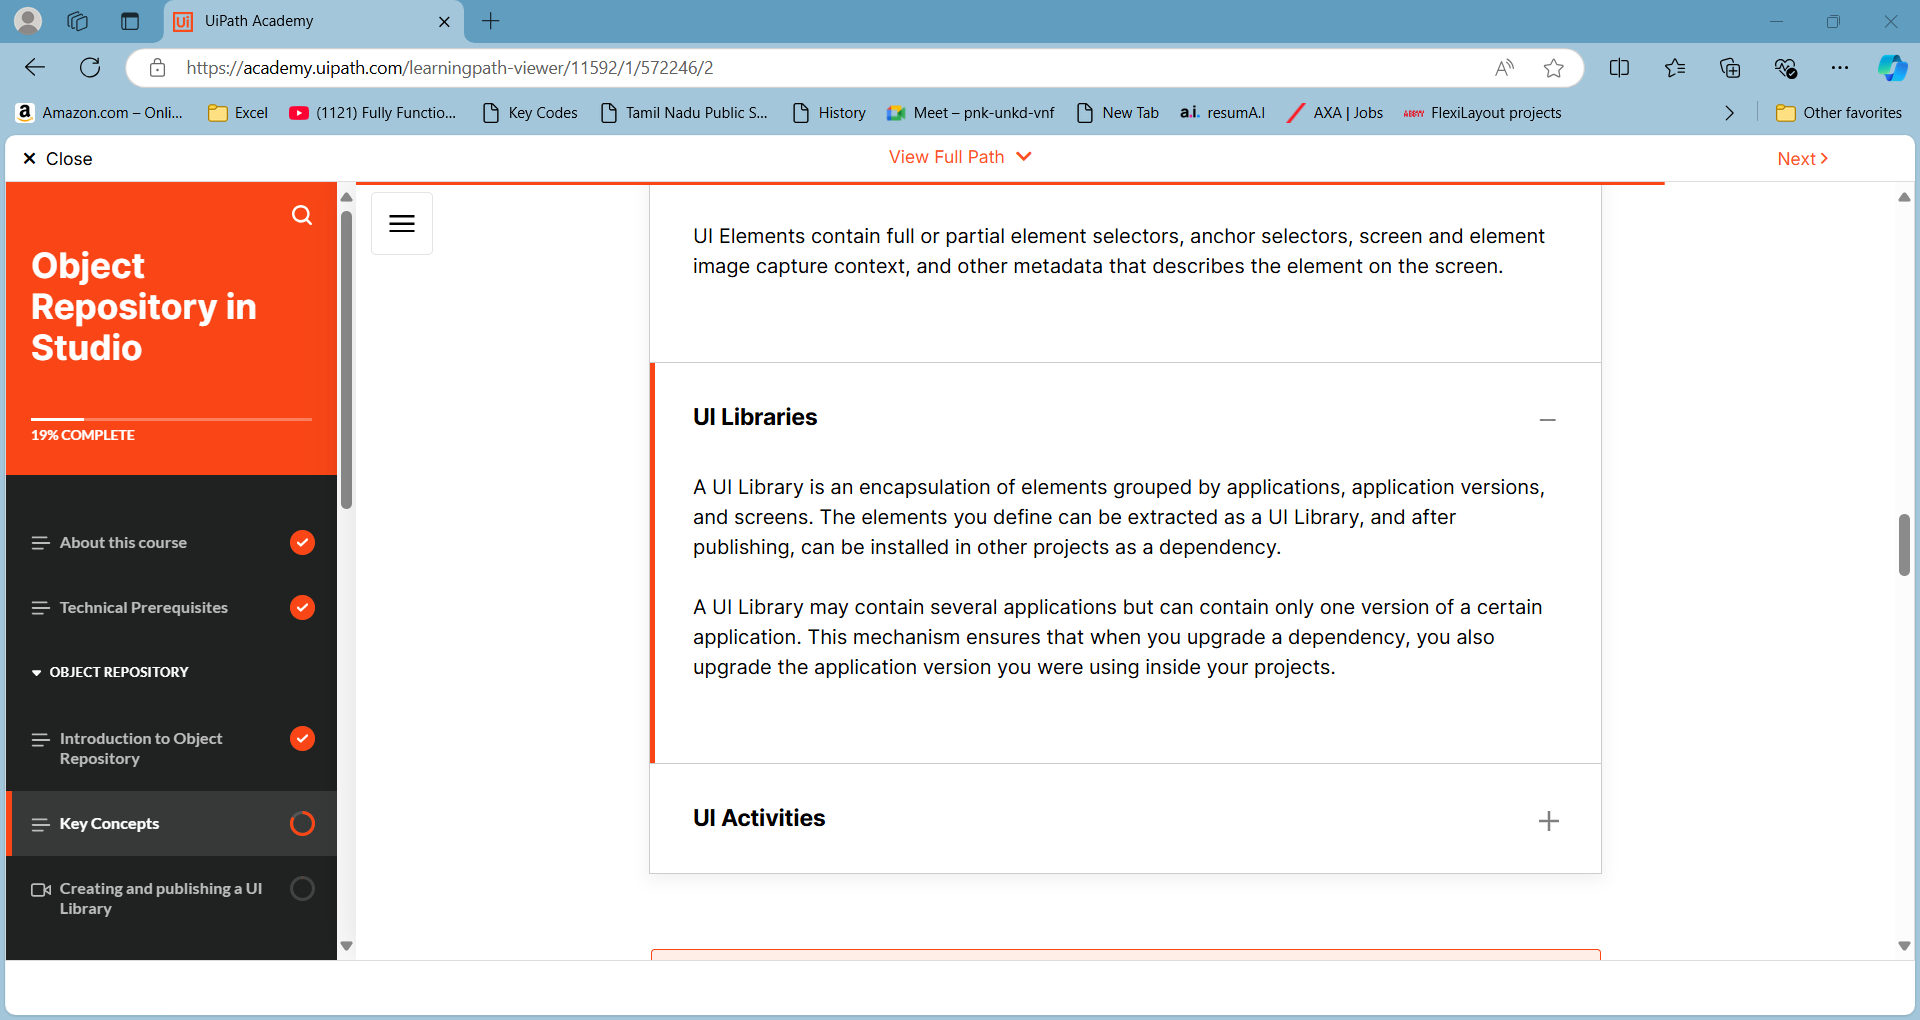 UiPath Academy
https://academy.uipath.com/learningpath-viewer/11592/1/572246/2
Amazon.com – Onli...
Excel
(1121) Fully Functio...
Key Codes
Tamil Nadu Public S...
History
Meet – pnk-unkd-vnf
New Tab
a.i. resumA.I
AXA | Jobs
ABBYY FlexiLayout projects
Other favorites
Close
View Full Path
Next
Object
Repository in
Studio
19% COMPLETE
About this course
Technical Prerequisites
OBJECT REPOSITORY
Introduction to Object
Repository
Key Concepts
Creating and publishing a UI
Library
UI Elements contain full or partial element selectors, anchor selectors, screen and element
image capture context, and other metadata that describes the element on the screen.
UI Libraries
A UI Library is an encapsulation of elements grouped by applications, application versions,
and screens. The elements you define can be extracted as a UI Library, and after
publishing, can be installed in other projects as a dependency.
A UI Library may contain several applications but can contain only one version of a certain
application. This mechanism ensures that when you upgrade a dependency, you also
upgrade the application version you were using inside your projects.
UI Activities